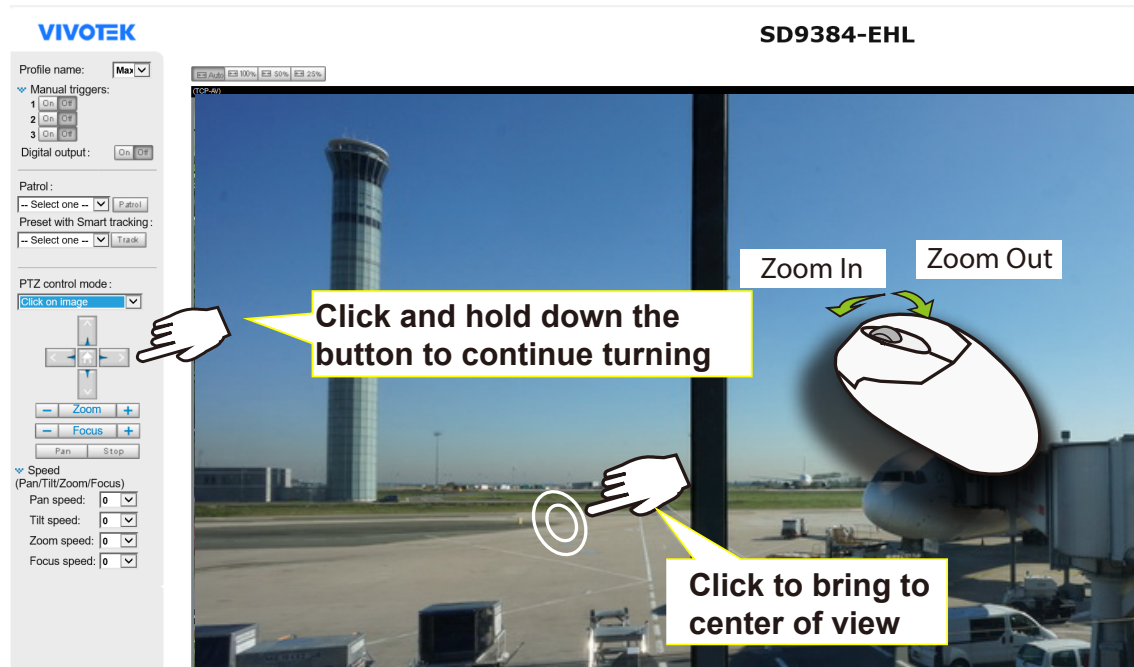 VIVOTEK
SD9384-EHL
Profile name: Max
Manual triggers:
1 On Off
2 On Off
3 On Off
Digital output: On Off
Patrol:
-- Select one -- Patrol
Preset with Smart tracking:
-- Select one -- Track
PTZ control mode:
Click on image
− Zoom +
− Focus +
Pan Stop
Speed
(Pan/Tilt/Zoom/Focus)
Pan speed: 0
Tilt speed: 0
Zoom speed: 0
Focus speed: 0
Auto 100% 50% 25%
(TCP-AV)
Zoom In
Zoom Out
Click and hold down the
button to continue turning
Click to bring to
center of view